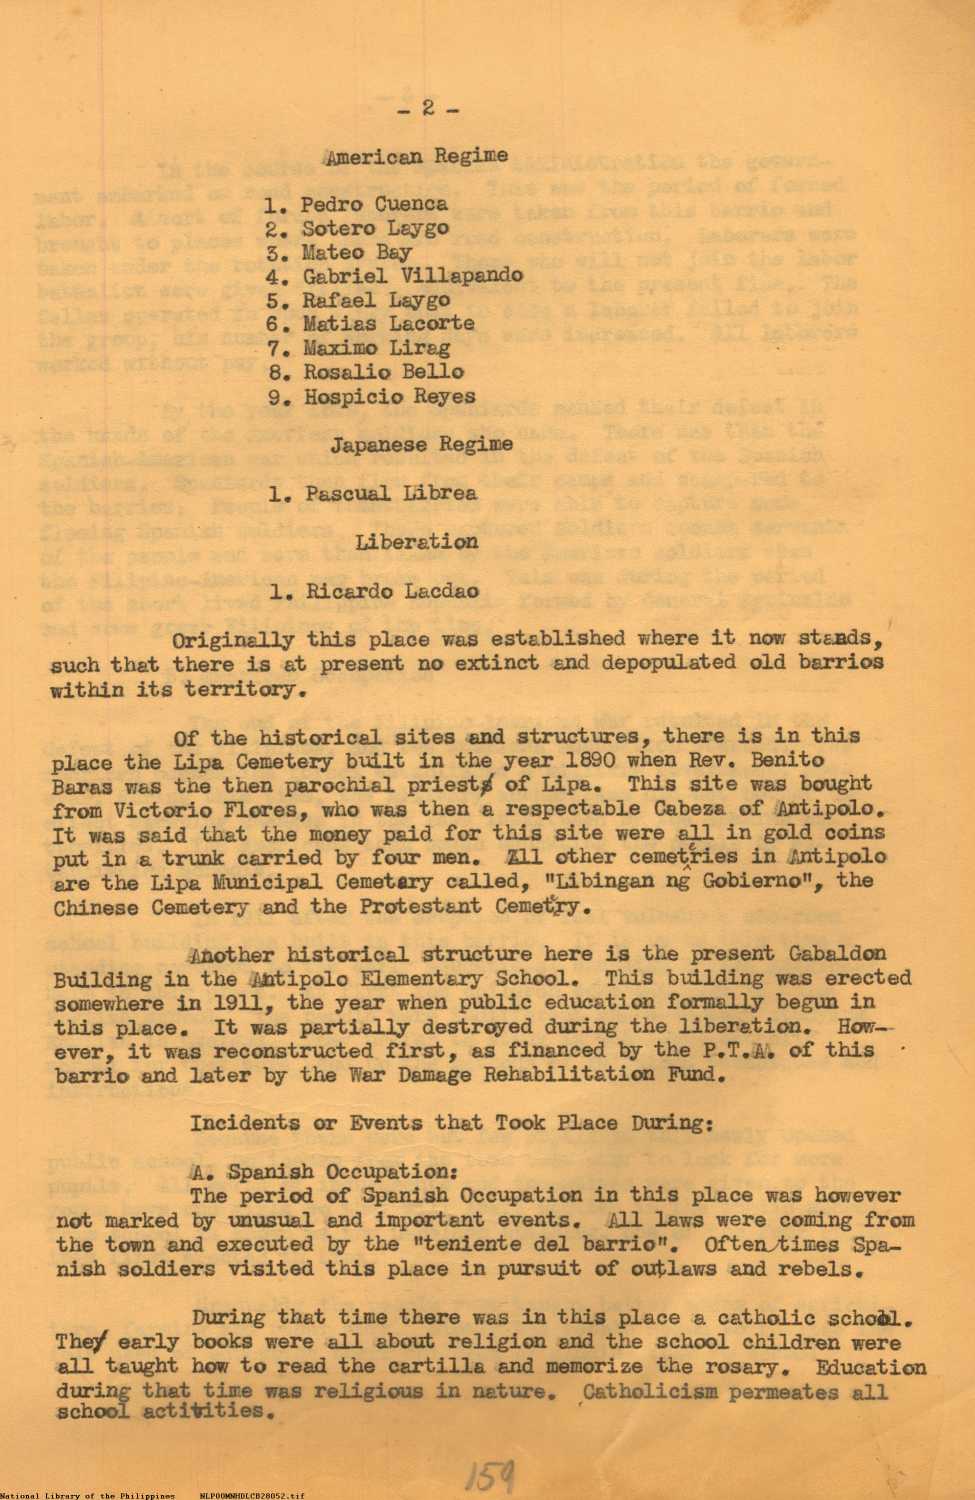 - 2 -
American Regime
1. Pedro Cuenca
2. Sotero Laygo
3. Mateo Bay
4. Gabriel Villapando
5. Rafael Laygo
6. Matias Lacorte
7. Maximo Lirag
8. Rosalio Bello
9. Hospicio Reyes
Japanese Regime
1. Pascual Librea
Liberation
1. Ricardo Lacdao
Originally this place was established where it now stands,
such that there is at present no extinct and depopulated old barrios
within its territory.
Of the historical sites and structures, there is in this
place the Lipa Cemetery built in the year 1890 when Rev. Benito
Baras was the then parochial priest of Lipa. This site was bought
from Victorio Flores, who was then a respectable Cabeza of Antipolo.
It was said that the money paid for this site were all in gold coins
put in a trunk carried by four men. All other cemeteries in Antipolo
are the Lipa Municipal Cemetery called, "Libingan ng Gobierno", the
Chinese Cemetery and the Protestant Cemetry.
Another historical structure here is the present Gabaldon
Building in the Antipolo Elementary School. This building was erected
somewhere in 1911, the year when public education formally begun in
this place. It was partially destroyed during the liberation. How-
ever, it was reconstructed first, as financed by the P.T.A. of this
barrio and later by the War Damage Rehabilitation Fund.
Incidents or Events that Took Place During:
A. Spanish Occupation:
The period of Spanish Occupation in this place was however
not marked by unusual and important events. All laws were coming from
the town and executed by the "teniente del barrio". Often times Spa-
nish soldiers visited this place in pursuit of outlaws and rebels.
During that time there was in this place a catholic school.
The early books were all about religion and the school children were
all taught how to read the cartilla and memorize the rosary. Education
during that time was religious in nature. Catholicism permeates all
school activities.
159
National Library of the Philippines NLP00MNHDLCB28052.tif